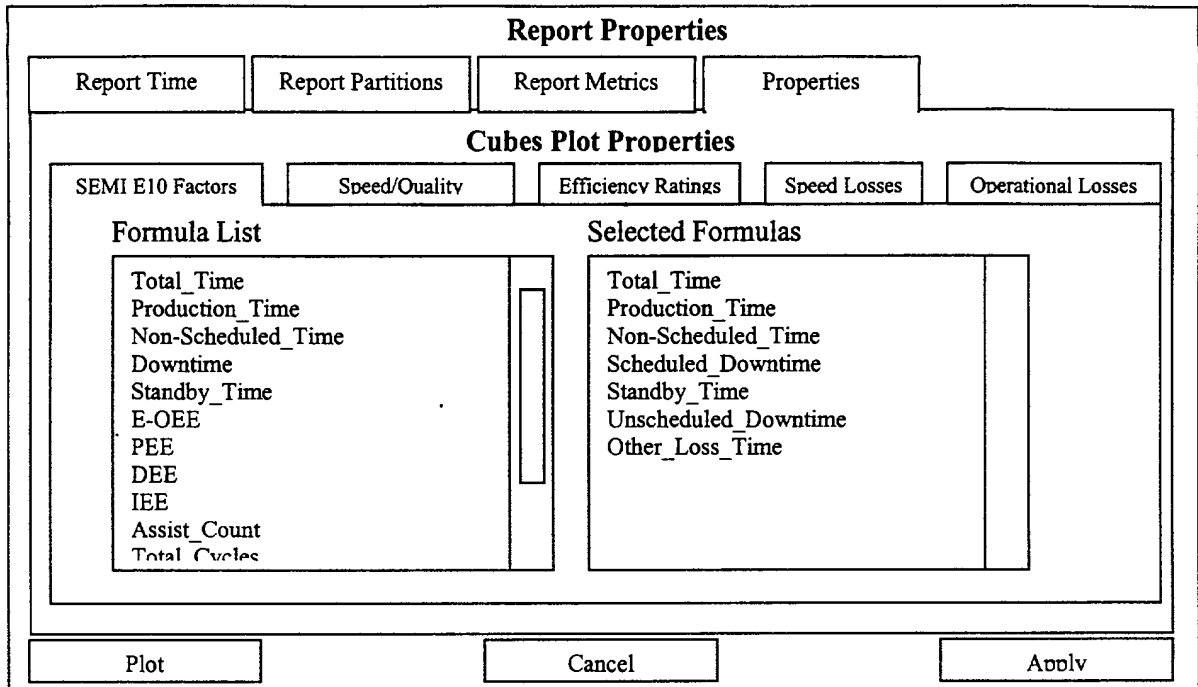 Report Properties
Report Time
Report Partitions
Report Metrics
Properties
Cubes Plot Properties
SEMI E10 Factors
Speed/Quality
Efficiency Ratings
Speed Losses
Operational Losses
Formula List
Total_Time
Production_Time
Non-Scheduled_Time
Downtime
Standby_Time
E-OEE
PEE
DEE
IEE
Assist_Count
Total_Cycles
Selected Formulas
Total_Time
Production_Time
Non-Scheduled_Time
Scheduled_Downtime
Standby_Time
Unscheduled_Downtime
Other_Loss_Time
Plot
Cancel
Apply